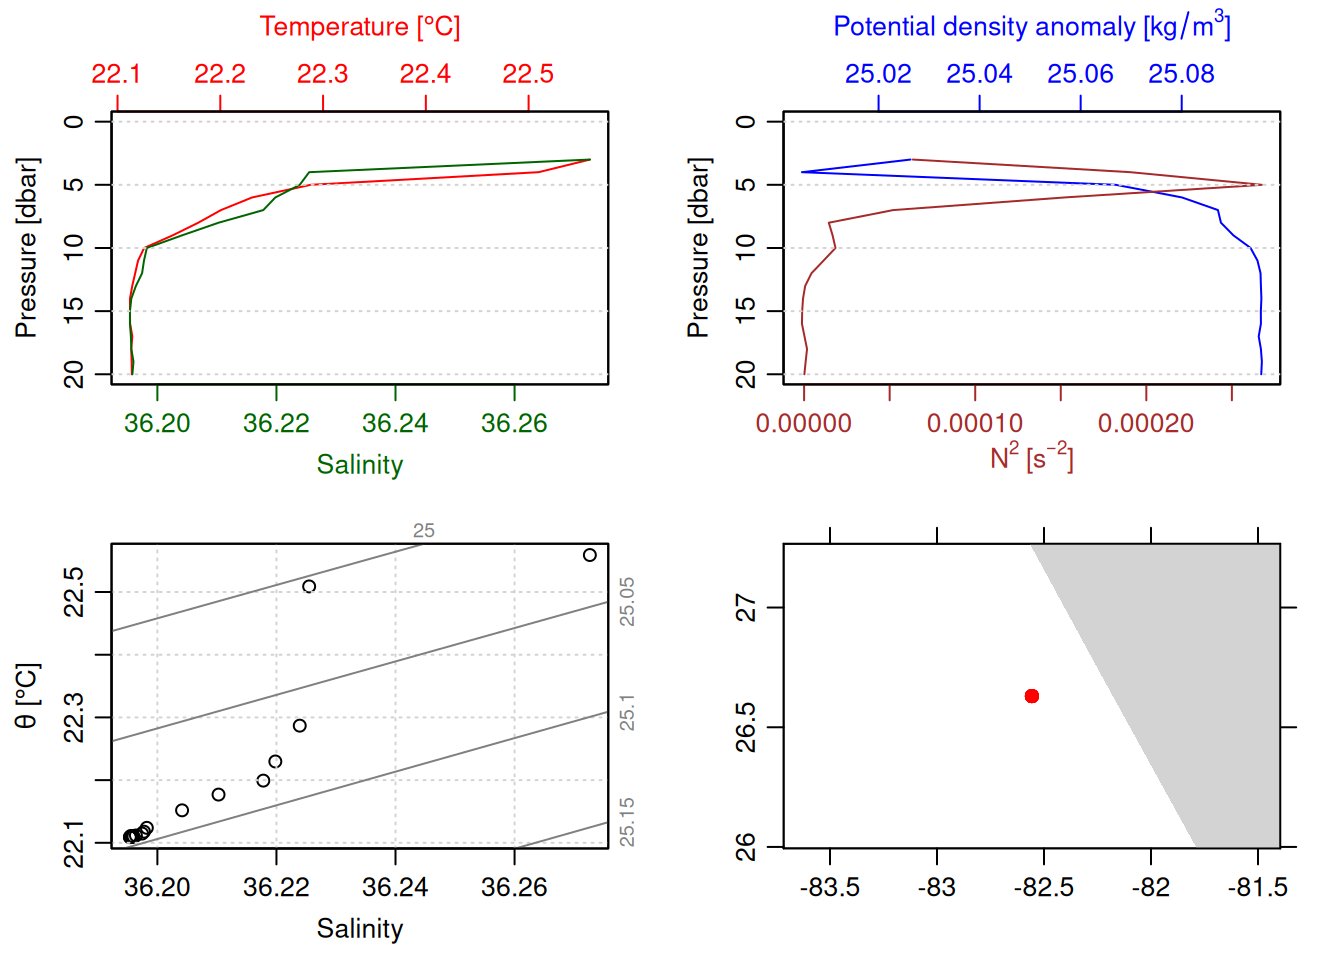 Temperature [°C]
22.1 22.2 22.3 22.4 22.5
Pressure [dbar]
0
5
10
15
20
36.20 36.22 36.24 36.26
Salinity
Potential density anomaly [kg/m³]
25.02 25.04 25.06 25.08
Pressure [dbar]
0
5
10
15
20
0.00000 0.00010 0.00020
N² [s⁻²]
25
25.05
25.1
25.15
θ [°C]
22.5
22.3
22.1
36.20 36.22 36.24 36.26
Salinity
27
26.5
26
-83.5 -83 -82.5 -82 -81.5